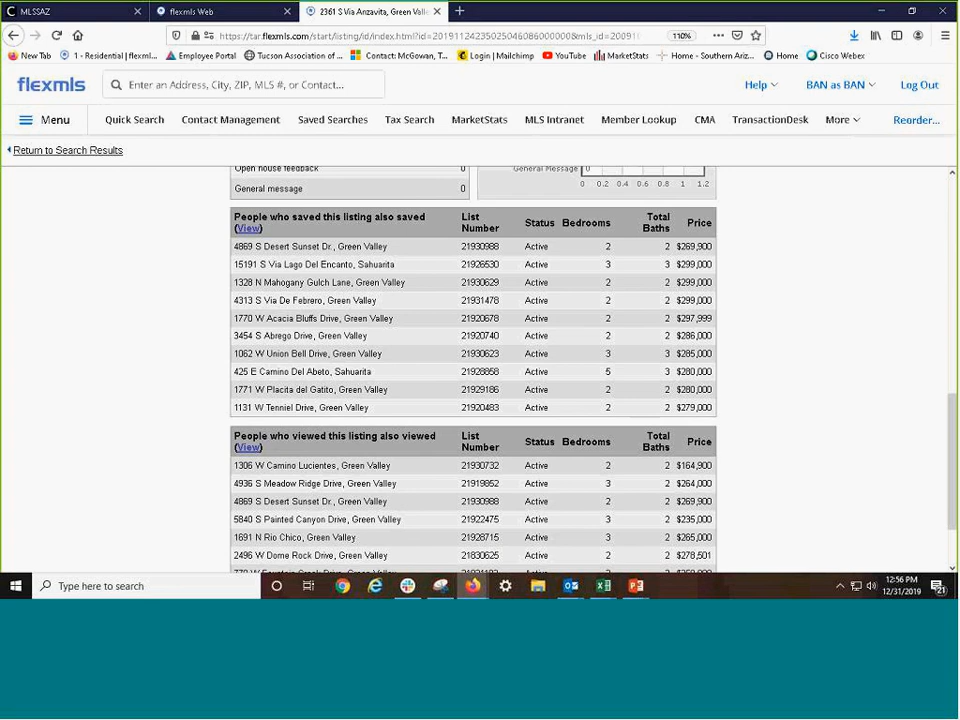 MLSSAZ
flexmls Web
2361 S Via Anzavita, Green Valle
https://tar.flexmls.com/start/listing/id/index.html?id=20191124235025046086000000&mls_id=200910
110%
New Tab
1 - Residential | flexml...
Employee Portal
Tucson Association of ...
Contact: McGowan, T...
Login | Mailchimp
YouTube
MarketStats
Home - Southern Ariz...
Home
Cisco Webex
flexmls
Enter an Address, City, ZIP, MLS #, or Contact...
Help
BAN as BAN
Log Out
Menu
Quick Search
Contact Management
Saved Searches
Tax Search
MarketStats
MLS Intranet
Member Lookup
CMA
TransactionDesk
More
Reorder...
Return to Search Results
Open house feedback 0
General message 0
General Message 0
0 0.2 0.4 0.6 0.8 1 1.2
People who saved this listing also saved (View) List Number Status Bedrooms Total Baths Price
4869 S Desert Sunset Dr., Green Valley 21930988 Active 2 2 $269,900
15191 S Via Lago Del Encanto, Sahuarita 21926530 Active 3 3 $299,000
1328 N Mahogany Gulch Lane, Green Valley 21930629 Active 2 2 $299,000
4313 S Via De Febrero, Green Valley 21931478 Active 2 2 $299,000
1770 W Acacia Bluffs Drive, Green Valley 21920678 Active 2 2 $297,999
3454 S Abrego Drive, Green Valley 21920740 Active 2 2 $286,000
1062 W Union Bell Drive, Green Valley 21930623 Active 3 3 $285,000
425 E Camino Del Abeto, Sahuarita 21928858 Active 5 3 $280,000
1771 W Placita del Gatito, Green Valley 21929186 Active 2 2 $280,000
1131 W Tenniel Drive, Green Valley 21920483 Active 2 2 $279,000
People who viewed this listing also viewed (View) List Number Status Bedrooms Total Baths Price
1306 W Camino Lucientes, Green Valley 21930732 Active 2 2 $164,900
4936 S Meadow Ridge Drive, Green Valley 21919852 Active 3 2 $264,000
4869 S Desert Sunset Dr., Green Valley 21930988 Active 2 2 $269,900
5840 S Painted Canyon Drive, Green Valley 21922475 Active 3 2 $235,000
1691 N Rio Chico, Green Valley 21928715 Active 3 2 $265,000
2496 W Dome Rock Drive, Green Valley 21830625 Active 2 2 $278,501
Type here to search
12:56 PM
12/31/2019
21